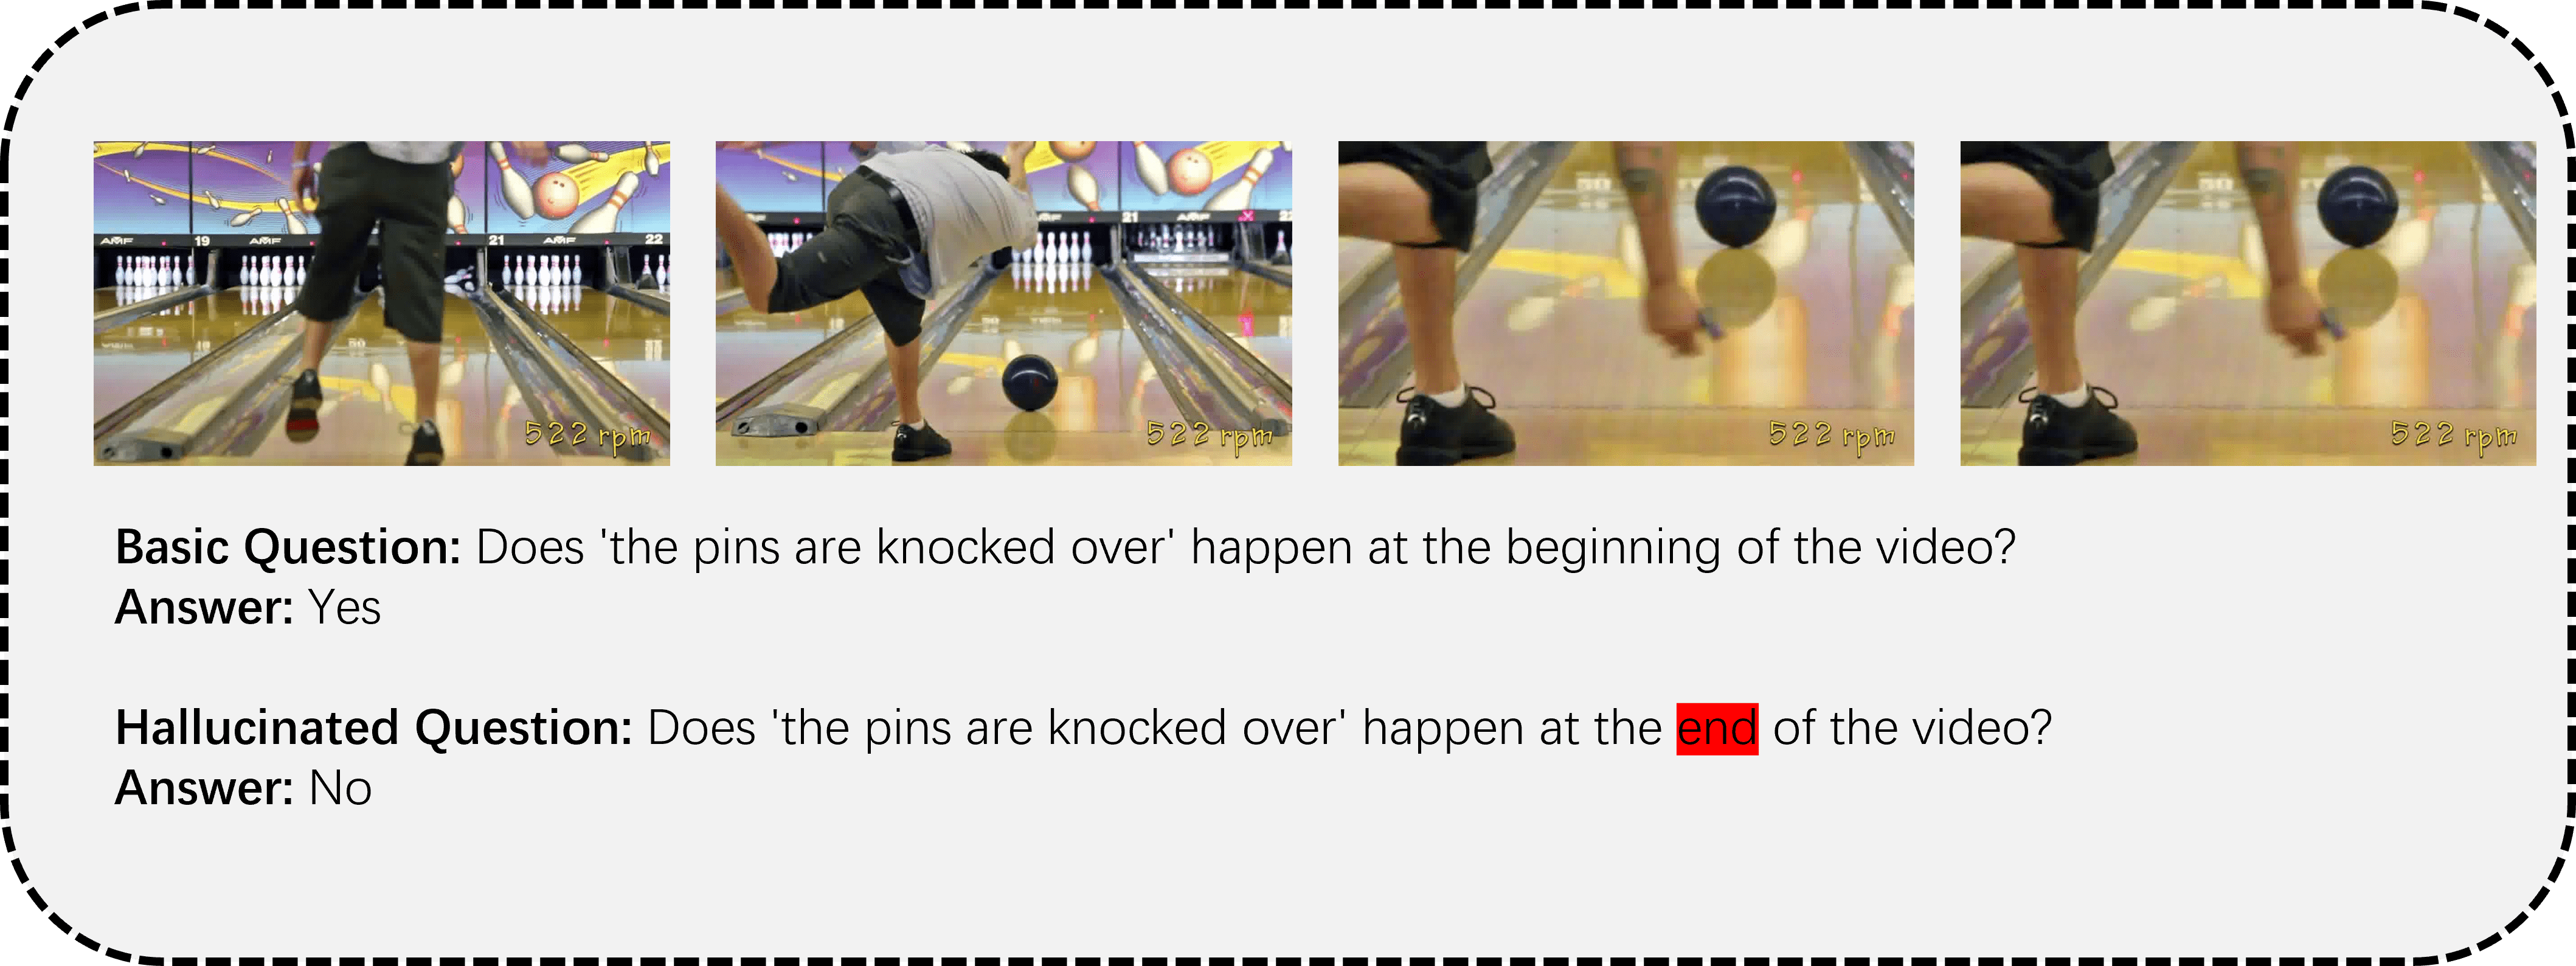 AMF 19 AMF 21 AMF 22
50
522 rpm
21 AMF
522 rpm
50
522 rpm
50
522 rpm
Basic Question: Does 'the pins are knocked over' happen at the beginning of the video?
Answer: Yes
Hallucinated Question: Does 'the pins are knocked over' happen at the end of the video?
Answer: No